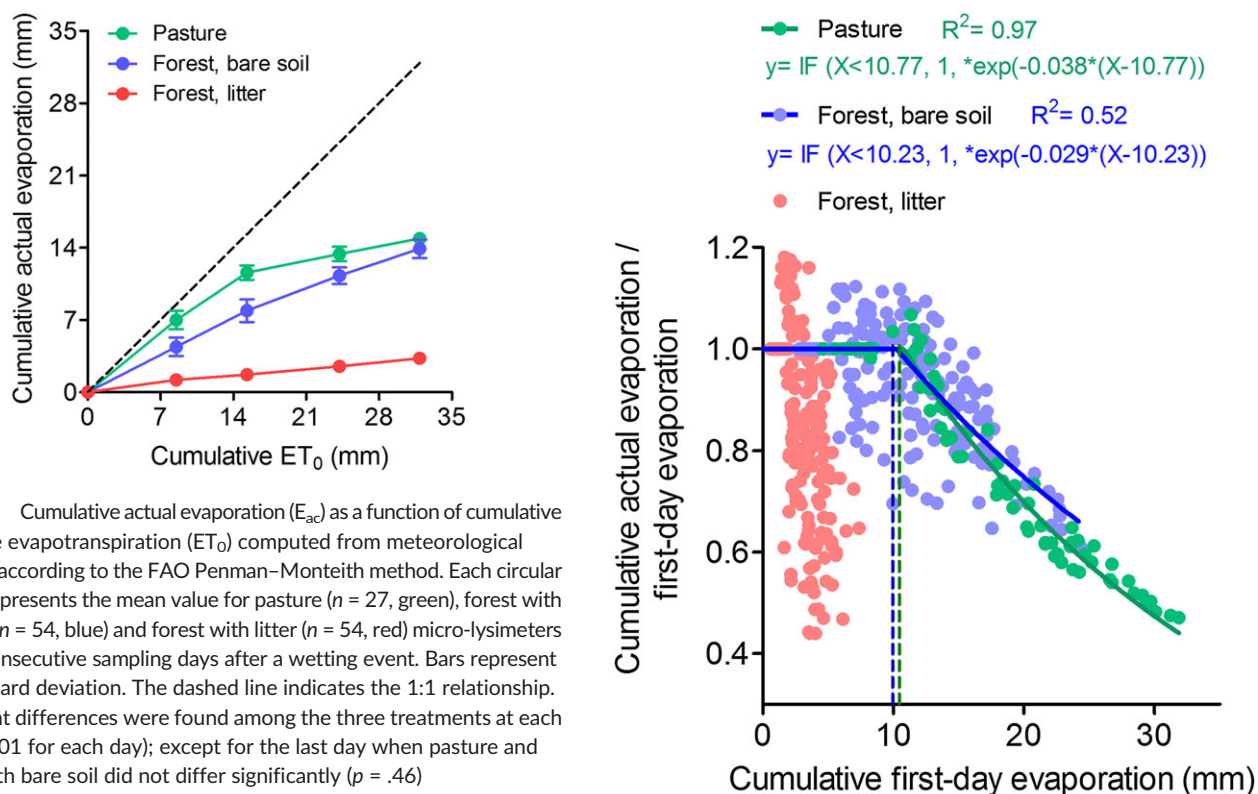 Cumulative actual evaporation (mm)
35
28
21
14
7
0
Pasture
Forest, bare soil
Forest, litter
0 7 14 21 28 35
Cumulative ET0 (mm)
Cumulative actual evaporation (Eac) as a function of cumulative
e evapotranspiration (ET0) computed from meteorological
according to the FAO Penman–Monteith method. Each circular
presents the mean value for pasture (n = 27, green), forest with
n = 54, blue) and forest with litter (n = 54, red) micro-lysimeters
nsecutive sampling days after a wetting event. Bars represent
ard deviation. The dashed line indicates the 1:1 relationship.
nt differences were found among the three treatments at each
01 for each day); except for the last day when pasture and
th bare soil did not differ significantly (p = .46)
Pasture R2= 0.97
y= IF (X<10.77, 1, *exp(-0.038*(X-10.77))
Forest, bare soil R2= 0.52
y= IF (X<10.23, 1, *exp(-0.029*(X-10.23))
Forest, litter
Cumulative actual evaporation /
first-day evaporation
1.2
1.0
0.8
0.6
0.4
0 10 20 30
Cumulative first-day evaporation (mm)